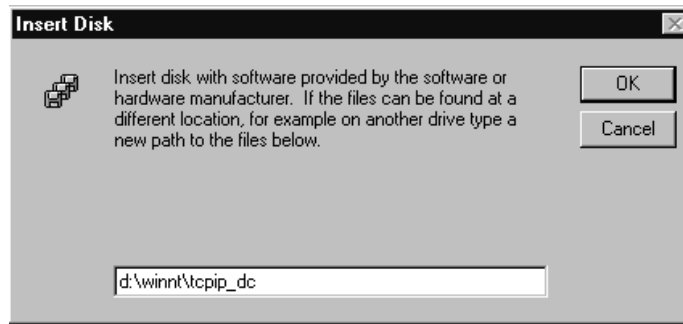 Insert Disk
Insert disk with software provided by the software or
hardware manufacturer. If the files can be found at a
different location, for example on another drive type a
new path to the files below.
OK
Cancel
d:\winnt\tcpip_dc